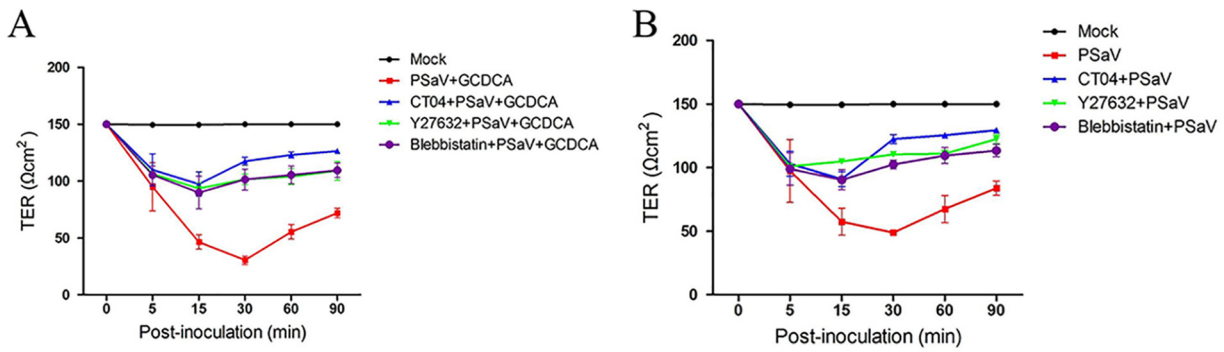 A
TER (Ωcm²)
200
150
100
50
0
0 5 15 30 60 90
Post-inoculation (min)
Mock
PSaV+GCDCA
CT04+PSaV+GCDCA
Y27632+PSaV+GCDCA
Blebbistatin+PSaV+GCDCA
B
TER (Ωcm²)
200
150
100
50
0
0 5 15 30 60 90
Post-inoculation (min)
Mock
PSaV
CT04+PSaV
Y27632+PSaV
Blebbistatin+PSaV